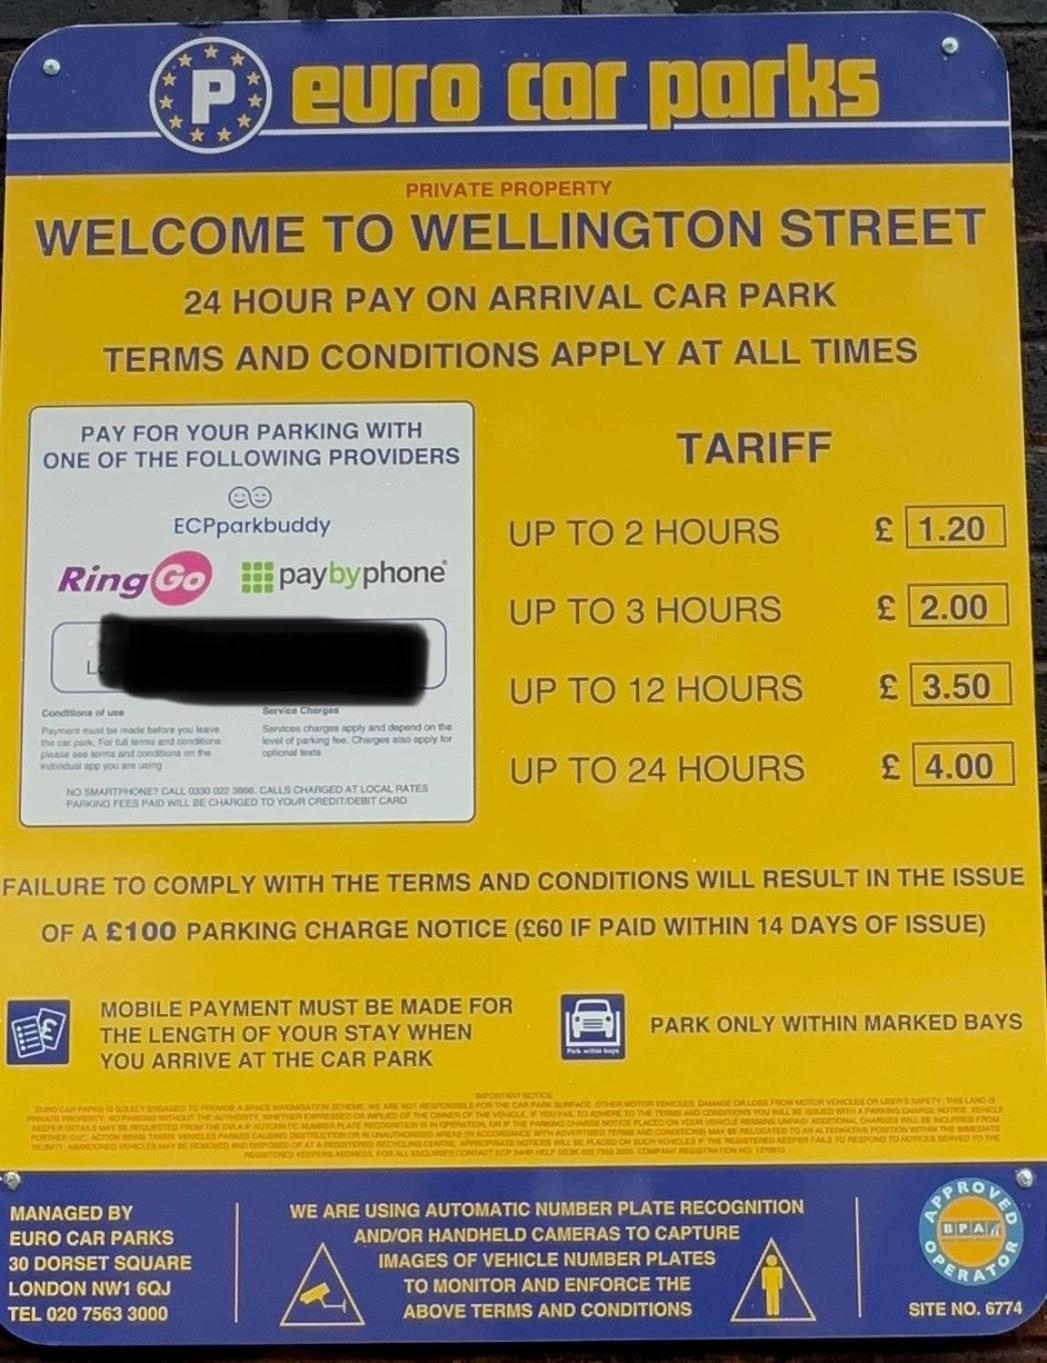 P euro car parks
PRIVATE PROPERTY
WELCOME TO WELLINGTON STREET
24 HOUR PAY ON ARRIVAL CAR PARK
TERMS AND CONDITIONS APPLY AT ALL TIMES
PAY FOR YOUR PARKING WITH
ONE OF THE FOLLOWING PROVIDERS
ECPparkbuddy
RingGo paybyphone
Conditions of use
Payment must be made before you leave
the car park. For full terms and conditions
please see terms and conditions on the
individual app you are using
Service Charges
Services charges apply and depend on the
level of parking fee. Charges also apply for
optional texts
NO SMARTPHONE? CALL 0330 022 3866. CALLS CHARGED AT LOCAL RATES
PARKING FEES PAID WILL BE CHARGED TO YOUR CREDIT/DEBIT CARD
TARIFF
UP TO 2 HOURS £ 1.20
UP TO 3 HOURS £ 2.00
UP TO 12 HOURS £ 3.50
UP TO 24 HOURS £ 4.00
FAILURE TO COMPLY WITH THE TERMS AND CONDITIONS WILL RESULT IN THE ISSUE
OF A £100 PARKING CHARGE NOTICE (£60 IF PAID WITHIN 14 DAYS OF ISSUE)
MOBILE PAYMENT MUST BE MADE FOR
THE LENGTH OF YOUR STAY WHEN
YOU ARRIVE AT THE CAR PARK
Park within bays
PARK ONLY WITHIN MARKED BAYS
IMPORTANT NOTICE
MANAGED BY
EURO CAR PARKS
30 DORSET SQUARE
LONDON NW1 6QJ
TEL 020 7563 3000
WE ARE USING AUTOMATIC NUMBER PLATE RECOGNITION
AND/OR HANDHELD CAMERAS TO CAPTURE
IMAGES OF VEHICLE NUMBER PLATES
TO MONITOR AND ENFORCE THE
ABOVE TERMS AND CONDITIONS
APPROVED
BPA
OPERATOR
SITE NO. 6774